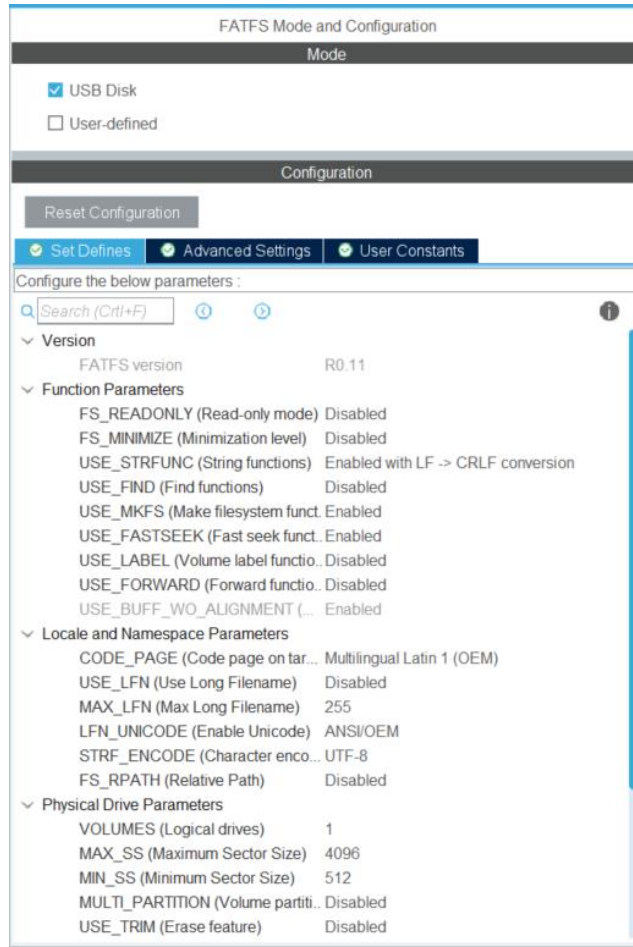 FATFS Mode and Configuration
Mode
USB Disk
User-defined
Configuration
Reset Configuration
Set Defines Advanced Settings User Constants
Configure the below parameters :
Search (Crtl+F)
Version
FATFS version R0.11
Function Parameters
FS_READONLY (Read-only mode) Disabled
FS_MINIMIZE (Minimization level) Disabled
USE_STRFUNC (String functions) Enabled with LF -> CRLF conversion
USE_FIND (Find functions) Disabled
USE_MKFS (Make filesystem funct. Enabled
USE_FASTSEEK (Fast seek funct.. Enabled
USE_LABEL (Volume label functio.. Disabled
USE_FORWARD (Forward functio.. Disabled
USE_BUFF_WO_ALIGNMENT (... Enabled
Locale and Namespace Parameters
CODE_PAGE (Code page on tar... Multilingual Latin 1 (OEM)
USE_LFN (Use Long Filename) Disabled
MAX_LFN (Max Long Filename) 255
LFN_UNICODE (Enable Unicode) ANSI/OEM
STRF_ENCODE (Character enco... UTF-8
FS_RPATH (Relative Path) Disabled
Physical Drive Parameters
VOLUMES (Logical drives) 1
MAX_SS (Maximum Sector Size) 4096
MIN_SS (Minimum Sector Size) 512
MULTI_PARTITION (Volume partiti.. Disabled
USE_TRIM (Erase feature) Disabled